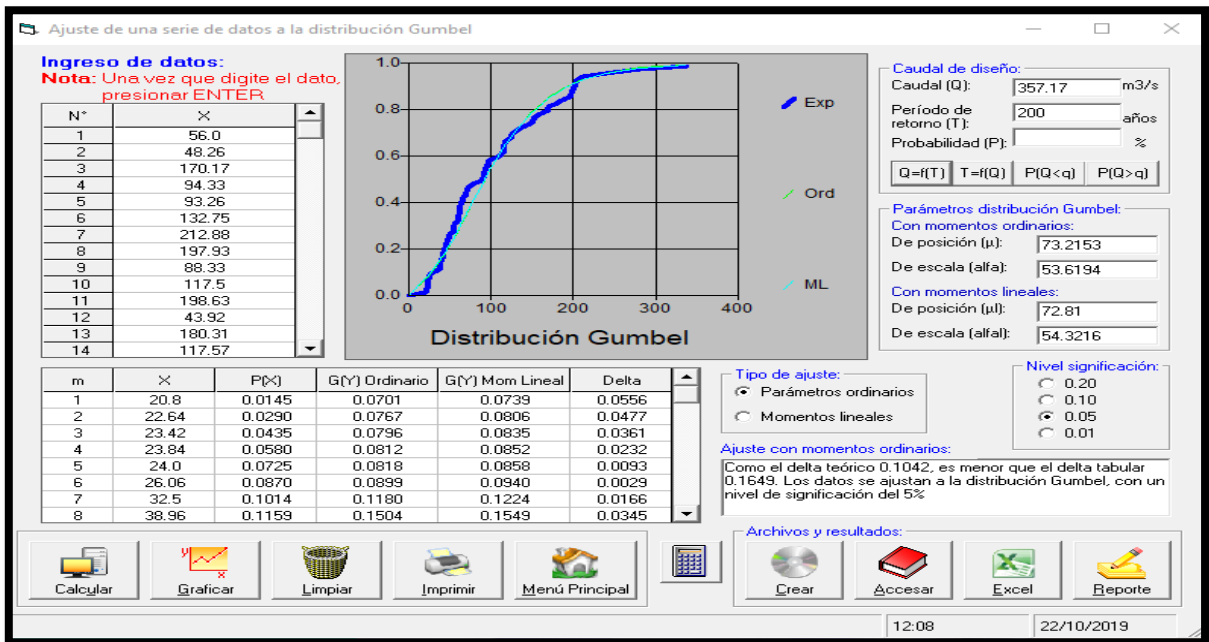 Ajuste de una serie de datos a la distribución Gumbel
Ingreso de datos:
Nota: Una vez que digite el dato,
presionar ENTER
N° X
1 56.0
2 48.26
3 170.17
4 94.33
5 93.26
6 132.75
7 212.88
8 197.93
9 88.33
10 117.5
11 198.63
12 43.92
13 180.31
14 117.57
1.0
0.8
0.6
0.4
0.2
0.0
0 100 200 300 400
Distribución Gumbel
Exp
Ord
ML
Caudal de diseño:
Caudal (Q): 357.17 m3/s
Período de
retorno (T): 200 años
Probabilidad (P): %
Q=f(T) T=f(Q) P(Q<q) P(Q>q)
Parámetros distribución Gumbel:
Con momentos ordinarios:
De posición (µ): 73.2153
De escala (alfa): 53.6194
Con momentos lineales:
De posición (µl): 72.81
De escala (alfal): 54.3216
m X P(X) G(Y) Ordinario G(Y) Mom Lineal Delta
1 20.8 0.0145 0.0701 0.0739 0.0556
2 22.64 0.0290 0.0767 0.0806 0.0477
3 23.42 0.0435 0.0796 0.0835 0.0361
4 23.84 0.0580 0.0812 0.0852 0.0232
5 24.0 0.0725 0.0818 0.0858 0.0093
6 26.06 0.0870 0.0899 0.0940 0.0029
7 32.5 0.1014 0.1180 0.1224 0.0166
8 38.96 0.1159 0.1504 0.1549 0.0345
Tipo de ajuste:
Parámetros ordinarios
Momentos lineales
Nivel significación:
0.20
0.10
0.05
0.01
Ajuste con momentos ordinarios:
Como el delta teórico 0.1042, es menor que el delta tabular
0.1649. Los datos se ajustan a la distribución Gumbel, con un
nivel de significación del 5%
Calcular Graficar Limpiar Imprimir Menú Principal
Archivos y resultados:
Crear Accesar Excel Reporte
12:08 22/10/2019